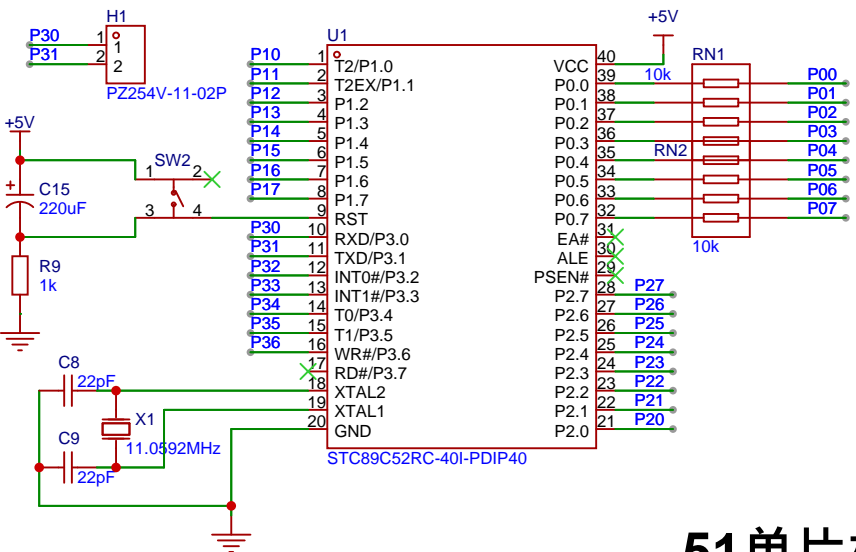 H1
P30 1 1
P31 2 2
PZ254V-11-02P
+5V
C15
220uF
R9
1k
SW2
1 2
3 4
C8
22pF
X1
11.0592MHz
C9
22pF
U1
P10 1 T2/P1.0
P11 2 T2EX/P1.1
P12 3 P1.2
P13 4 P1.3
P14 5 P1.4
P15 6 P1.5
P16 7 P1.6
P17 8 P1.7
9 RST
P30 10 RXD/P3.0
P31 11 TXD/P3.1
P32 12 INT0#/P3.2
P33 13 INT1#/P3.3
P34 14 T0/P3.4
P35 15 T1/P3.5
P36 16 WR#/P3.6
17 RD#/P3.7
18 XTAL2
19 XTAL1
20 GND
VCC 40
P0.0 39
P0.1 38
P0.2 37
P0.3 36
P0.4 35
P0.5 34
P0.6 33
P0.7 32
EA# 31
ALE 30
PSEN# 29
P2.7 28 P27
P2.6 27 P26
P2.5 26 P25
P2.4 25 P24
P2.3 24 P23
P2.2 23 P22
P2.1 22 P21
P2.0 21 P20
STC89C52RC-40I-PDIP40
+5V
10k
RN1
RN2
10k
P00
P01
P02
P03
P04
P05
P06
P07
51单片